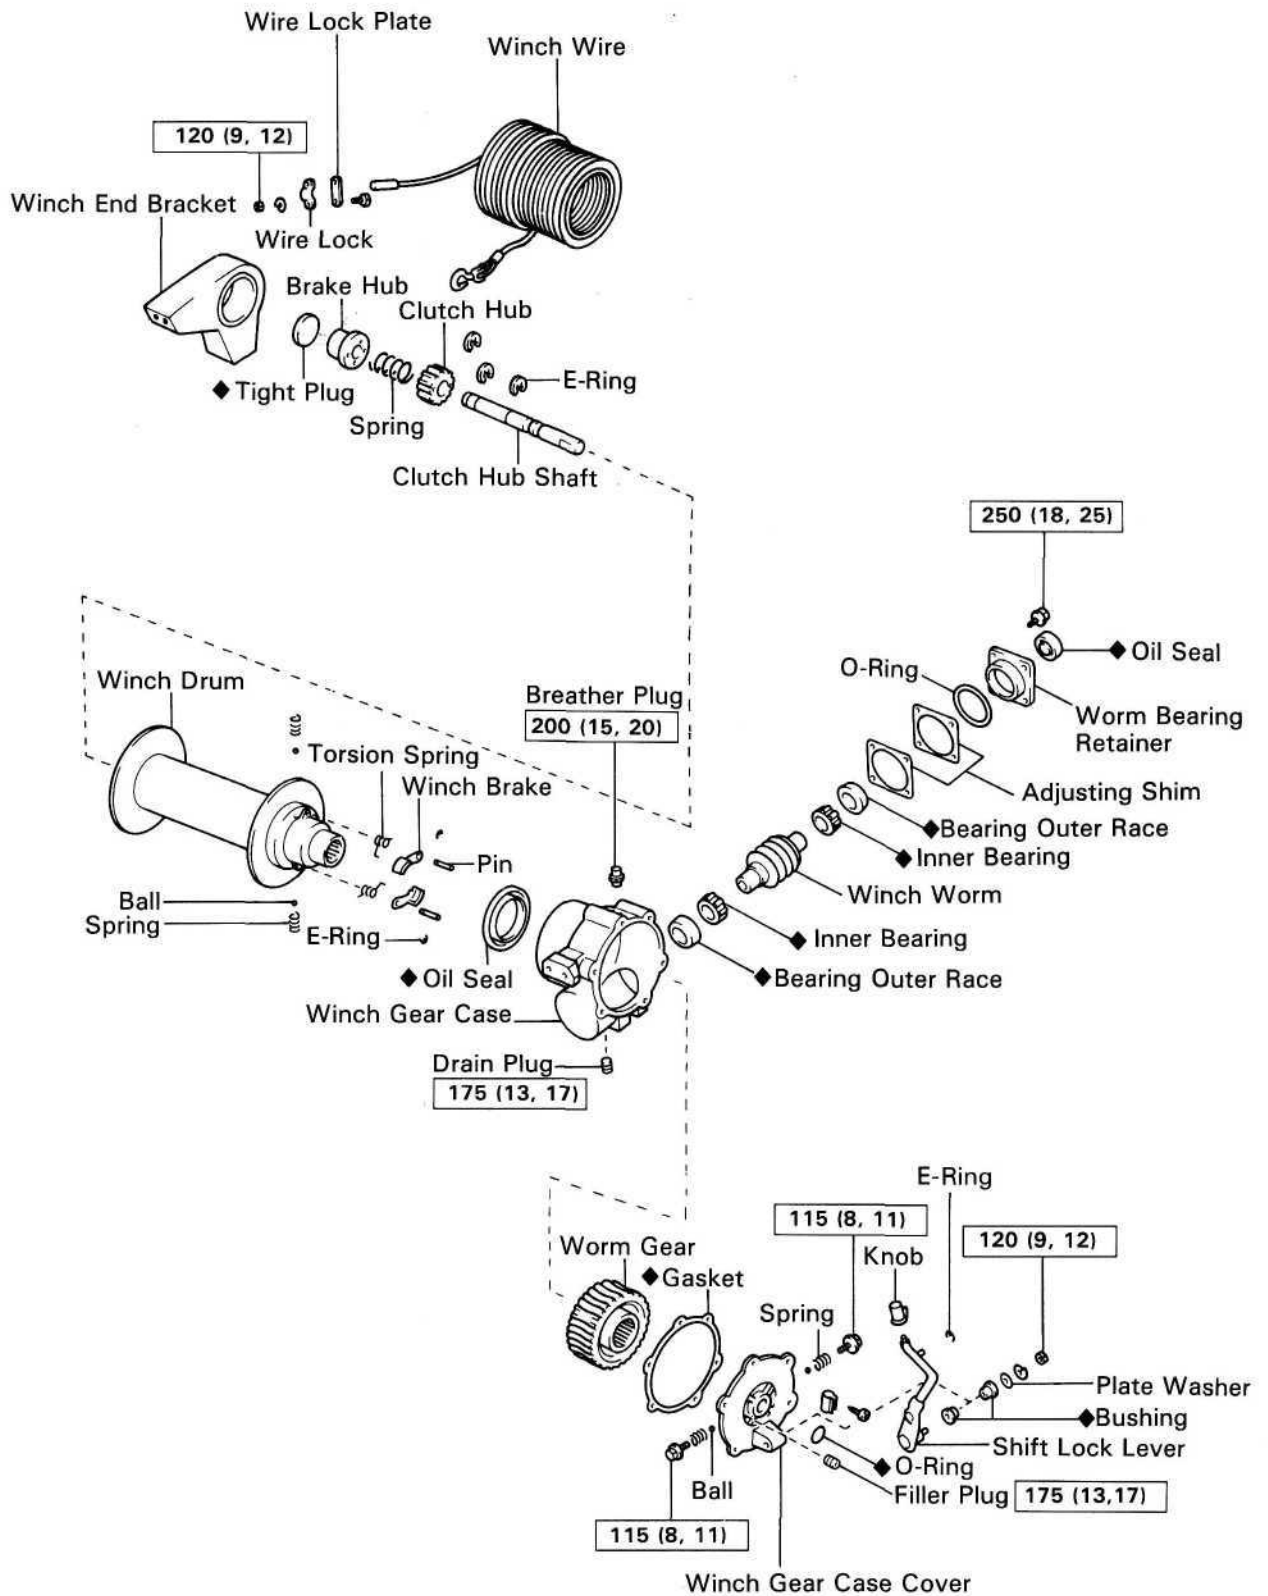 Wire Lock Plate
Winch Wire
120 (9, 12)
Winch End Bracket
Wire Lock
Brake Hub
Clutch Hub
E-Ring
◆ Tight Plug
Spring
Clutch Hub Shaft
250 (18, 25)
◆ Oil Seal
O-Ring
Worm Bearing
Retainer
Winch Drum
Breather Plug
200 (15, 20)
Torsion Spring
Winch Brake
Adjusting Shim
◆ Bearing Outer Race
◆ Inner Bearing
Pin
Winch Worm
Ball
Spring
E-Ring
◆ Inner Bearing
◆ Oil Seal
◆ Bearing Outer Race
Winch Gear Case
Drain Plug
175 (13, 17)
E-Ring
115 (8, 11)
120 (9, 12)
Worm Gear
Knob
◆ Gasket
Spring
Plate Washer
◆ Bushing
Shift Lock Lever
◆ O-Ring
Ball
Filler Plug 175 (13,17)
115 (8, 11)
Winch Gear Case Cover